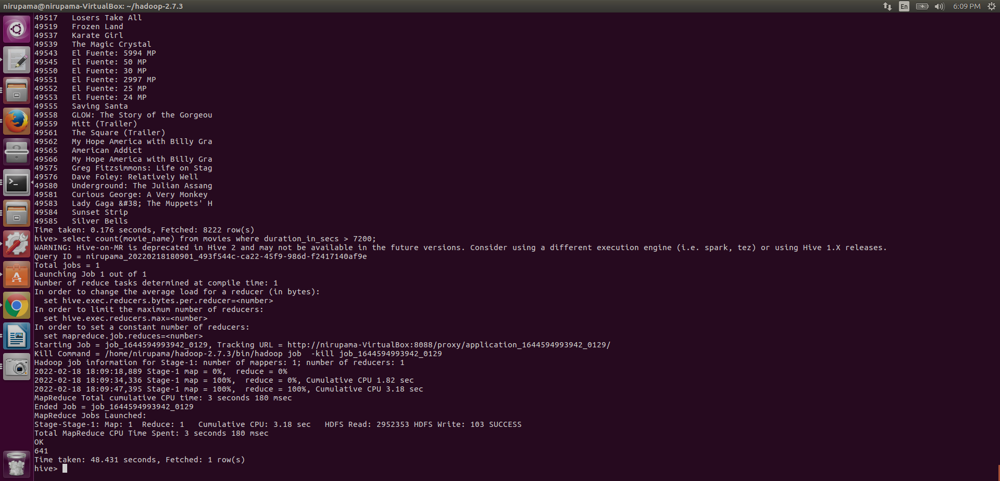 nirupama@nirupama-VirtualBox: ~/hadoop-2.7.3
En
6:09 PM
49517   Losers Take All
49519   Frozen Land
49537   Karate Girl
49539   The Magic Crystal
49543   El Fuente: 5994 MP
49545   El Fuente: 50 MP
49550   El Fuente: 30 MP
49551   El Fuente: 2997 MP
49552   El Fuente: 25 MP
49553   El Fuente: 24 MP
49555   Saving Santa
49558   GLOW: The Story of the Gorgeou
49559   Mitt (Trailer)
49561   The Square (Trailer)
49562   My Hope America with Billy Gra
49565   American Addict
49566   My Hope America with Billy Gra
49575   Greg Fitzsimmons: Life on Stag
49576   Dave Foley: Relatively Well
49580   Underground: The Julian Assang
49581   Curious George: A Very Monkey
49583   Lady Gaga &#38; The Muppets' H
49584   Sunset Strip
49585   Silver Bells
Time taken: 0.176 seconds, Fetched: 8222 row(s)
hive> select count(movie_name) from movies where duration_in_secs > 7200;
WARNING: Hive-on-MR is deprecated in Hive 2 and may not be available in the future versions. Consider using a different execution engine (i.e. spark, tez) or using Hive 1.X releases.
Query ID = nirupama_20220218180901_493f544c-ca22-45f9-986d-f2417140af9e
Total jobs = 1
Launching Job 1 out of 1
Number of reduce tasks determined at compile time: 1
In order to change the average load for a reducer (in bytes):
  set hive.exec.reducers.bytes.per.reducer=<number>
In order to limit the maximum number of reducers:
  set hive.exec.reducers.max=<number>
In order to set a constant number of reducers:
  set mapreduce.job.reduces=<number>
Starting Job = job_1644594993942_0129, Tracking URL = http://nirupama-VirtualBox:8088/proxy/application_1644594993942_0129/
Kill Command = /home/nirupama/hadoop-2.7.3/bin/hadoop job  -kill job_1644594993942_0129
Hadoop job information for Stage-1: number of mappers: 1; number of reducers: 1
2022-02-18 18:09:18,889 Stage-1 map = 0%,  reduce = 0%
2022-02-18 18:09:34,336 Stage-1 map = 100%,  reduce = 0%, Cumulative CPU 1.82 sec
2022-02-18 18:09:47,395 Stage-1 map = 100%,  reduce = 100%, Cumulative CPU 3.18 sec
MapReduce Total cumulative CPU time: 3 seconds 180 msec
Ended Job = job_1644594993942_0129
MapReduce Jobs Launched:
Stage-Stage-1: Map: 1  Reduce: 1   Cumulative CPU: 3.18 sec   HDFS Read: 2952353 HDFS Write: 103 SUCCESS
Total MapReduce CPU Time Spent: 3 seconds 180 msec
OK
641
Time taken: 48.431 seconds, Fetched: 1 row(s)
hive>